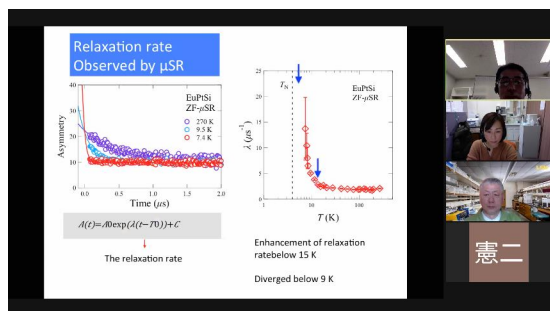 Relaxation rate
Observed by μSR
40
30
20
10
0
Asymmetry
EuPtSi
ZF-μSR
270 K
9.5 K
7.4 K
0.0
0.5
1.0
1.5
2.0
Time (μs)
A(t)=A0exp(λ(t−T0))+C
The relaxation rate
25
20
15
10
5
0
λ (μs⁻¹)
T_N
EuPtSi
ZF-μSR
1
10
100
T (K)
Enhancement of relaxation
ratebelow 15 K
Diverged below 9 K
憲二